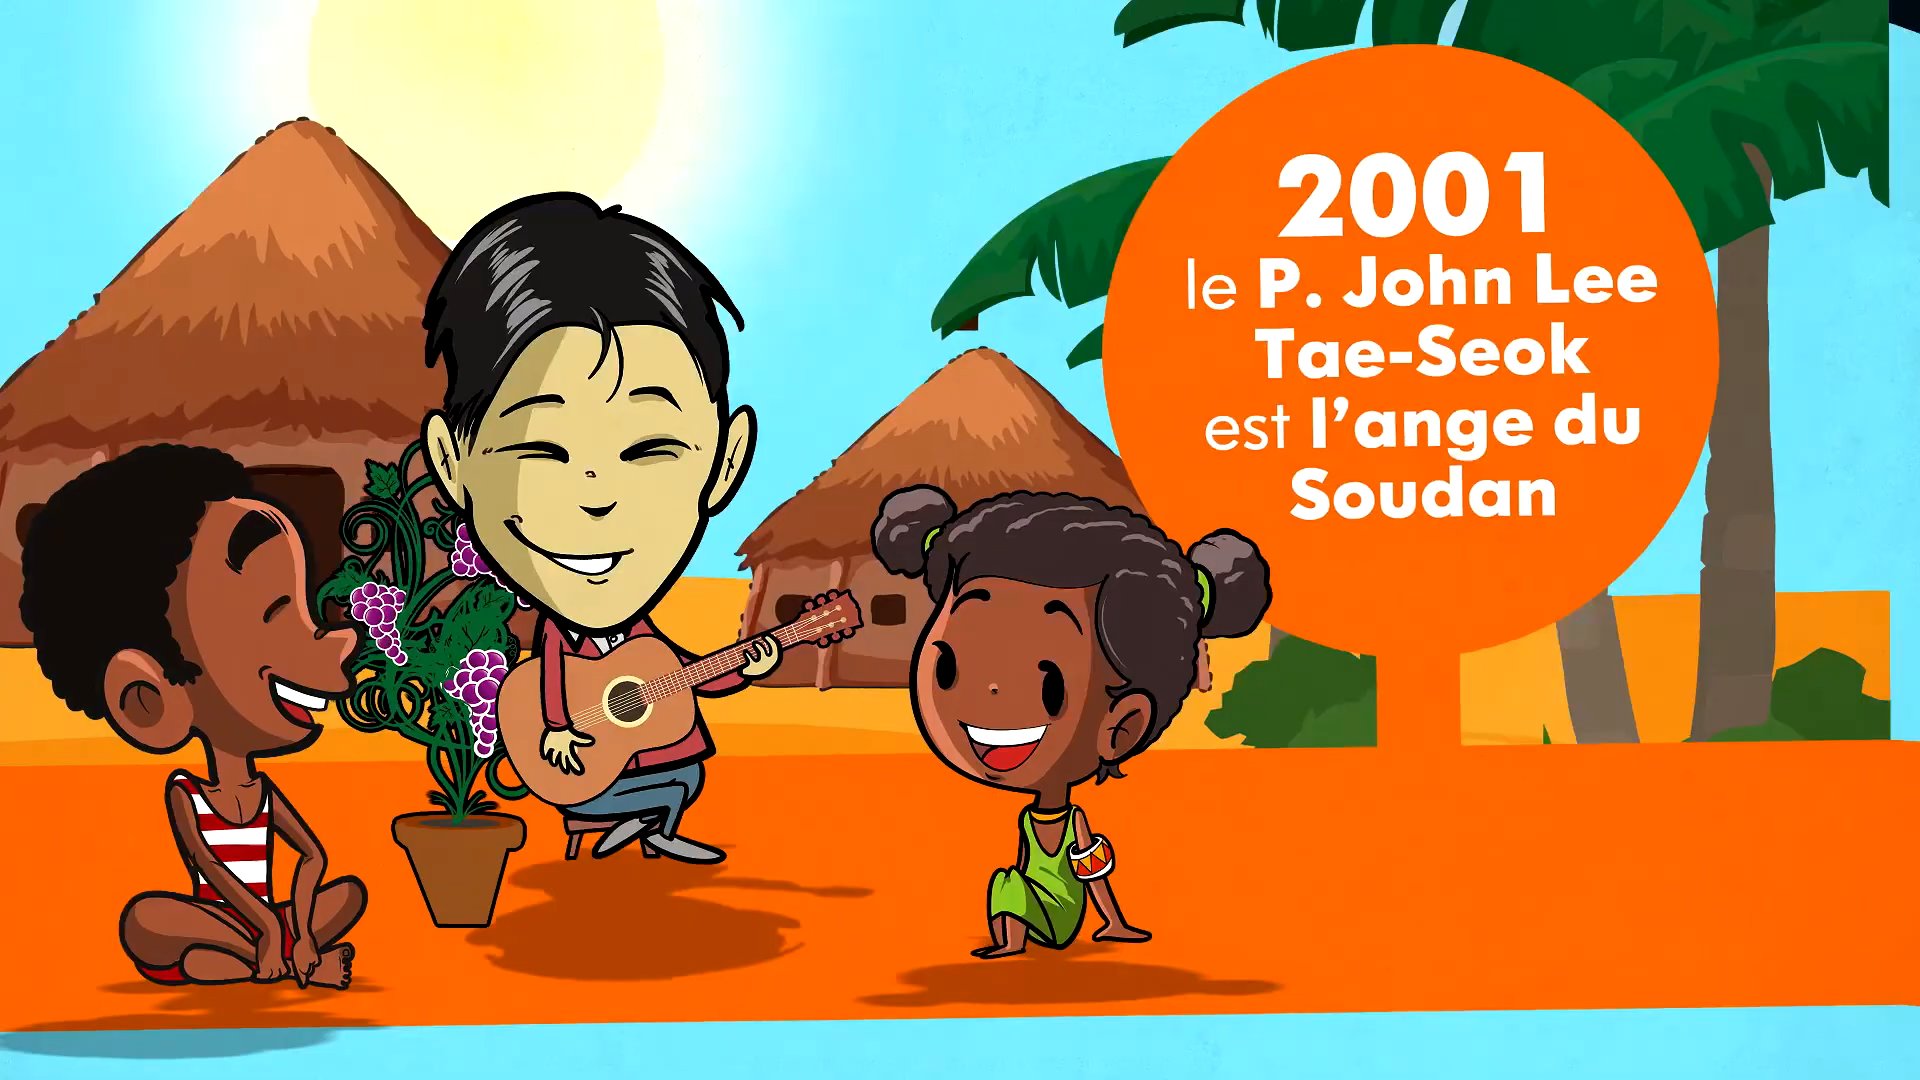 2001
le P. John Lee
Tae-Seok
est l’ange du
Soudan